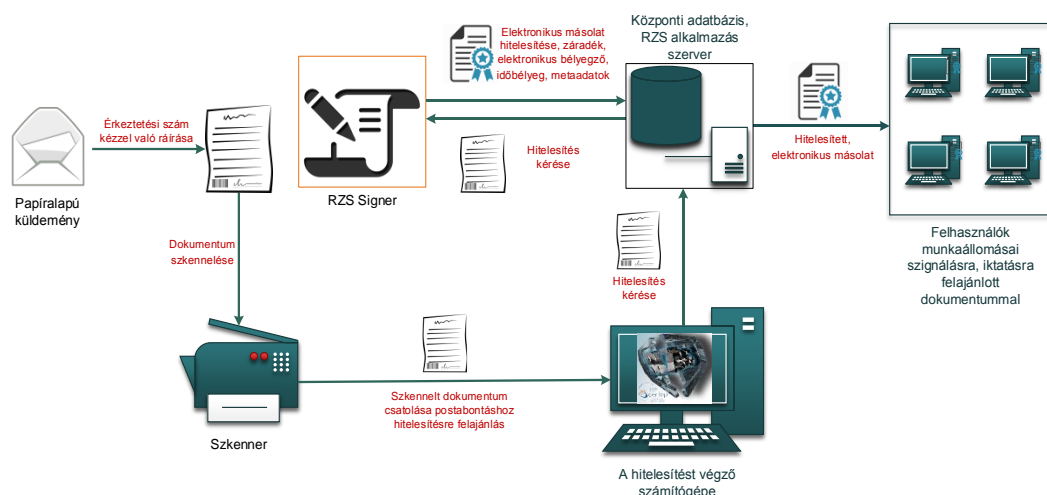 Elektronikus másolat
hitelesítése, záradék,
elektronikus bélyegző,
időbélyeg, metaadatok
Központi adatbázis,
RZS alkalmazás
szerver
Érkeztetési szám
kézzel való ráírása
Hitelesítés
kérése
Hitelesített,
elektronikus másolat
Papíralapú
küldemény
RZS Signer
Dokumentum
szkennelése
Hitelesítés
kérése
Felhasználók
munkaállomásai
szignálásra, iktatásra
felajánlott
dokumentummal
Szkennelt dokumentum
csatolása postabontáshoz
hitelesítésre felajánlás
Szkenner
A hitelesítést végző
számítógépe